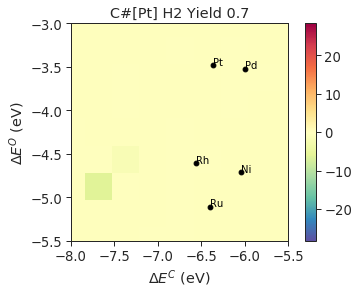 C#[Pt] H2 Yield 0.7
−3.0
−3.5
−4.0
−4.5
−5.0
−5.5
ΔE^O (eV)
Pt
Pd
Rh
Ni
Ru
−8.0 −7.5 −7.0 −6.5 −6.0 −5.5
ΔE^C (eV)
20
10
0
−10
−20